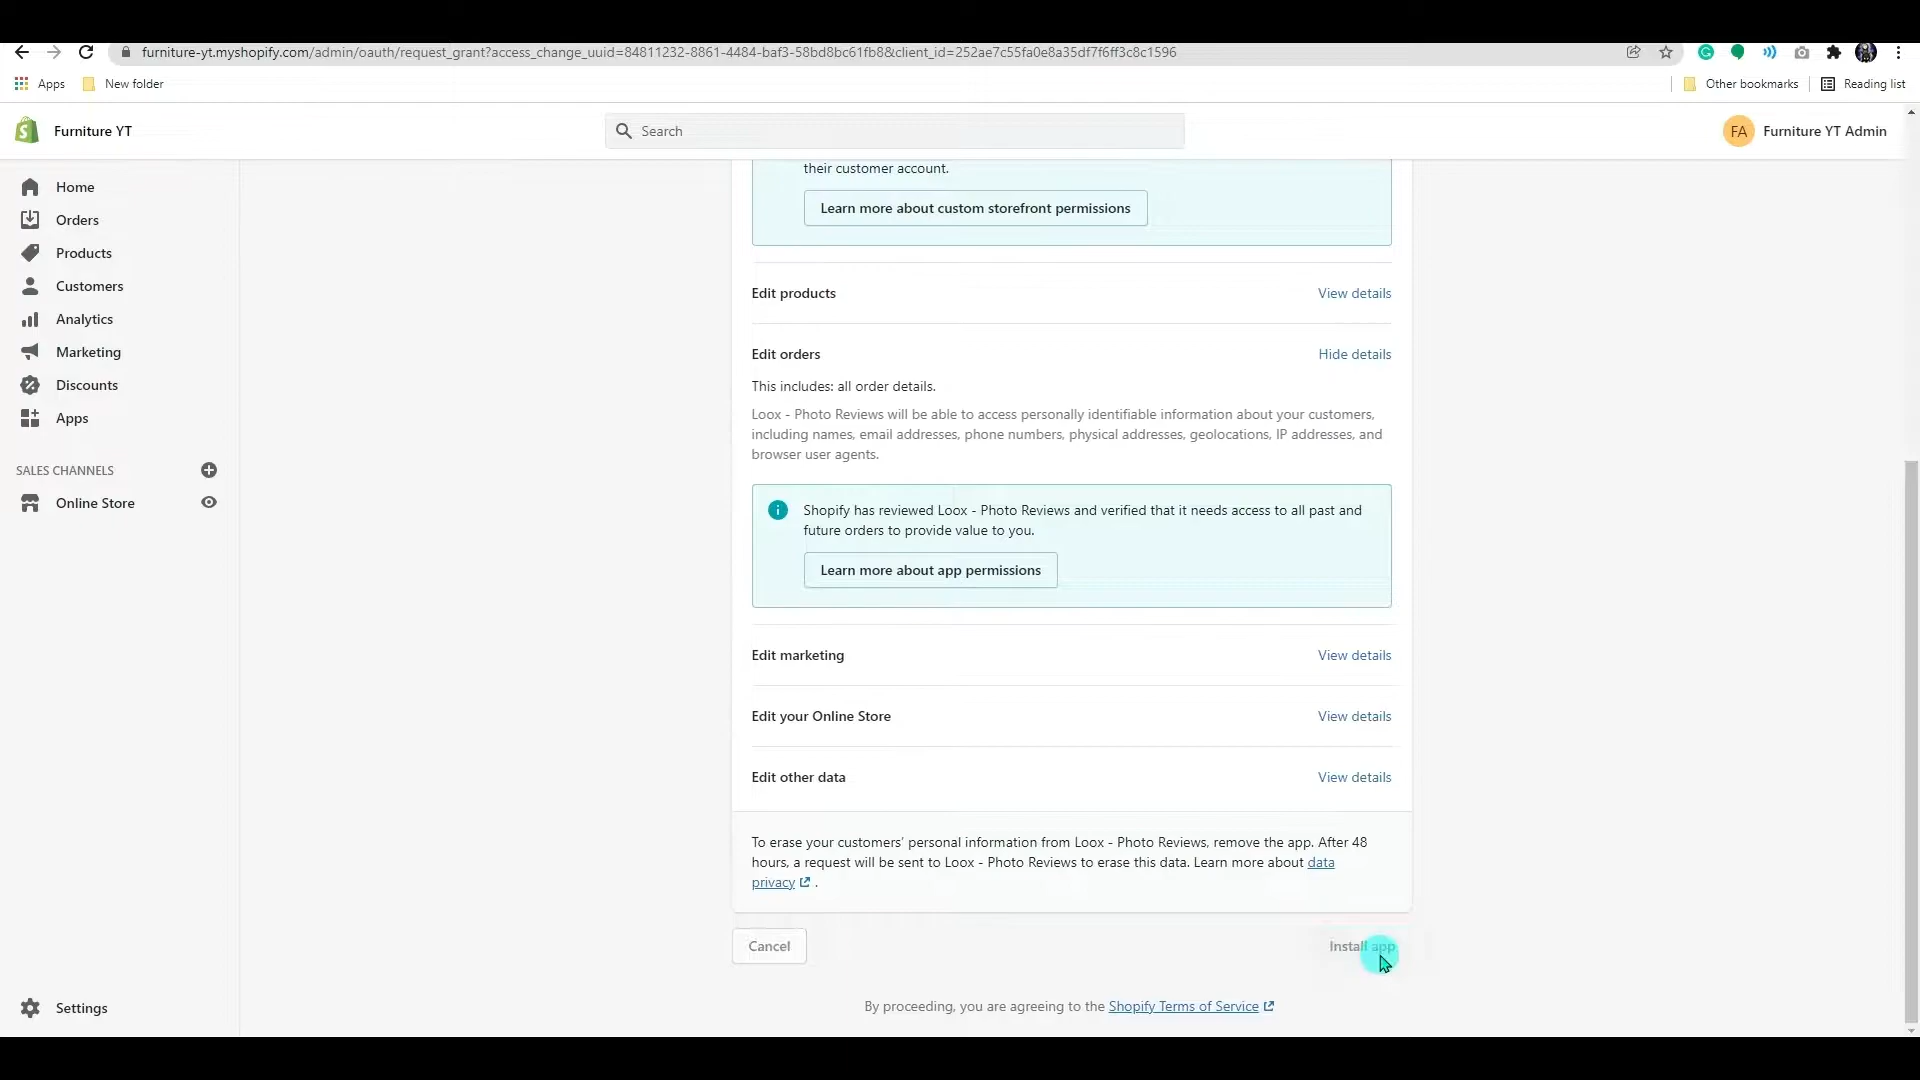 furniture-yt.myshopify.com/admin/oauth/request_grant?access_change_uuid=84811232-8861-4484-baf3-58bd8bc61fb8&client_id=252ae7c55fa0e8a35df7f6ff3c8c1596
Apps
New folder
Other bookmarks
Reading list
Furniture YT
Search
FA
Furniture YT Admin
Home
Orders
Products
Customers
Analytics
Marketing
Discounts
Apps
SALES CHANNELS
Online Store
Settings
their customer account.
Learn more about custom storefront permissions
Edit products
View details
Edit orders
Hide details
This includes: all order details.
Loox - Photo Reviews will be able to access personally identifiable information about your customers,
including names, email addresses, phone numbers, physical addresses, geolocations, IP addresses, and
browser user agents.
Shopify has reviewed Loox - Photo Reviews and verified that it needs access to all past and
future orders to provide value to you.
Learn more about app permissions
Edit marketing
View details
Edit your Online Store
View details
Edit other data
View details
To erase your customers' personal information from Loox - Photo Reviews, remove the app. After 48
hours, a request will be sent to Loox - Photo Reviews to erase this data. Learn more about data
privacy .
Cancel
Install app
By proceeding, you are agreeing to the Shopify Terms of Service